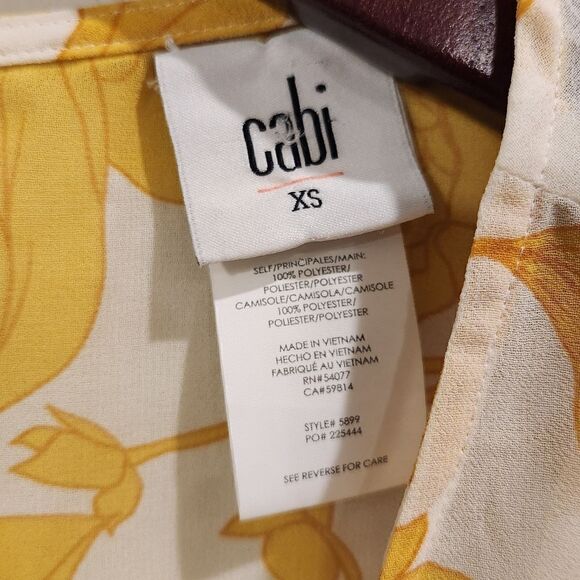 cabi
XS
SELF/PRINCIPALES/MAIN:
100% POLYESTER/
POLIESTER/POLYESTER
CAMISOLE/CAMISOLA/CAMISOLE
100% POLYESTER/
POLIESTER/POLYESTER
MADE IN VIETNAM
HECHO EN VIETNAM
FABRIQUÉ AU VIETNAM
RN#54077
CA#59814
STYLE# 5899
PO# 225444
SEE REVERSE FOR CARE